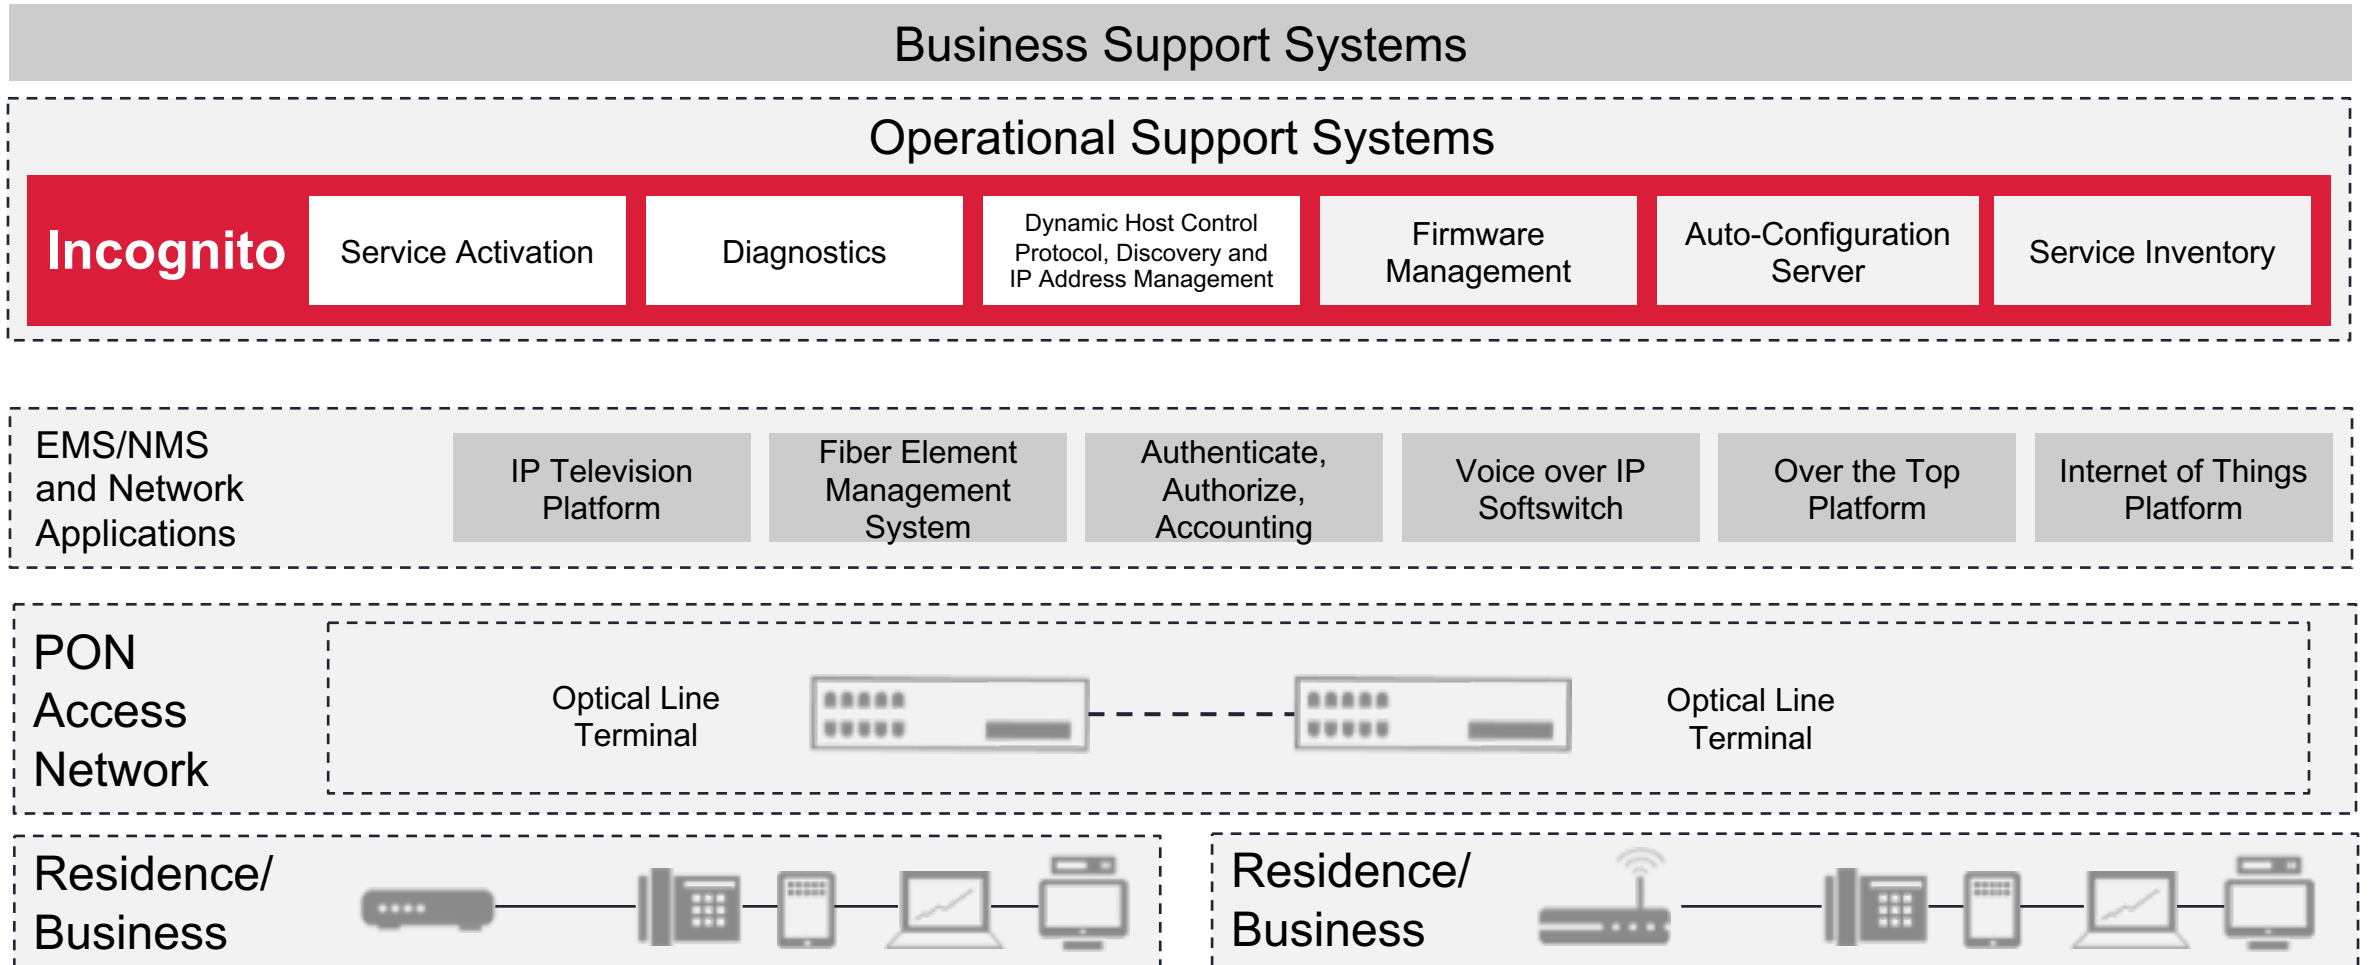 Business Support Systems
Operational Support Systems
Incognito
Service Activation
Diagnostics
Dynamic Host Control
Protocol, Discovery and
IP Address Management
Firmware
Management
Auto-Configuration
Server
Service Inventory
EMS/NMS
and Network
Applications
IP Television
Platform
Fiber Element
Management
System
Authenticate,
Authorize,
Accounting
Voice over IP
Softswitch
Over the Top
Platform
Internet of Things
Platform
PON
Access
Network
Optical Line
Terminal
Optical Line
Terminal
Residence/
Business
Residence/
Business